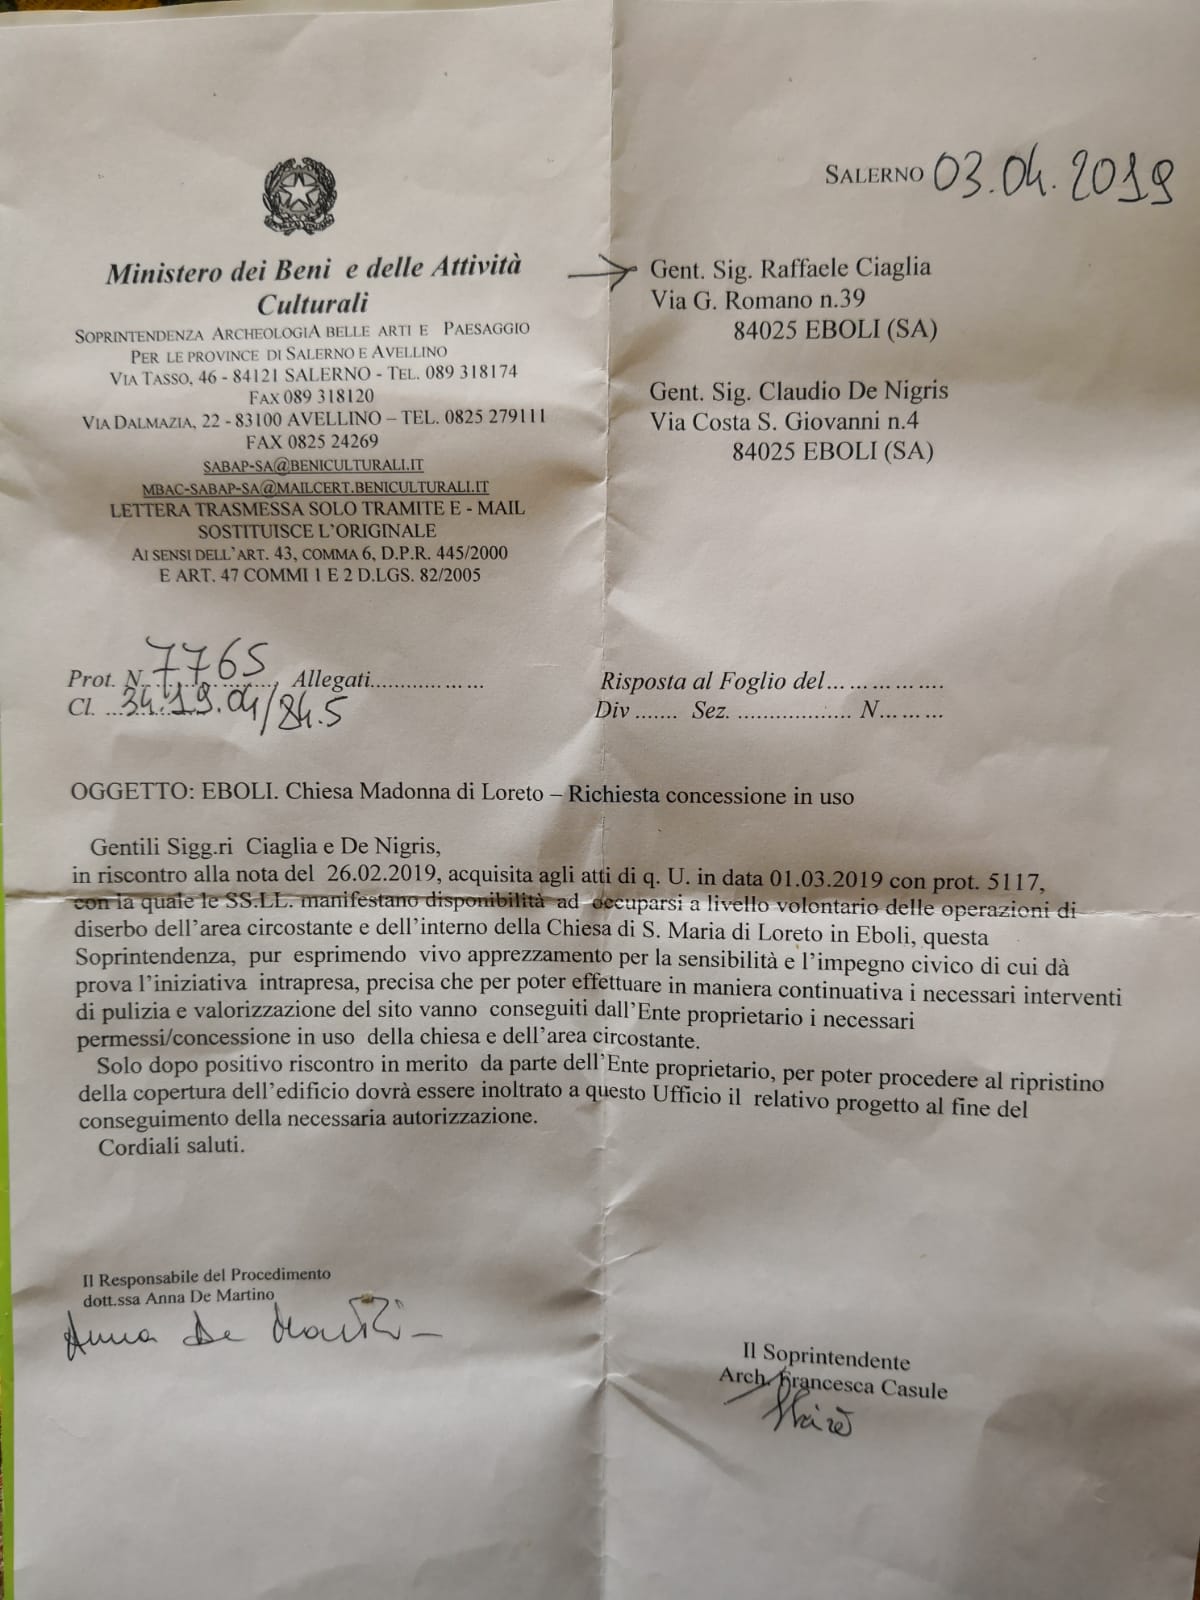 SALERNO 03.04.2019
Ministero dei Beni e delle Attività
Culturali
SOPRINTENDENZA ARCHEOLOGIA BELLE ARTI E PAESAGGIO
PER LE PROVINCE DI SALERNO E AVELLINO
VIA TASSO, 46 - 84121 SALERNO - TEL. 089 318174
FAX 089 318120
VIA DALMAZIA, 22 - 83100 AVELLINO – TEL. 0825 279111
FAX 0825 24269
SABAP-SA@BENICULTURALI.IT
MBAC-SABAP-SA@MAILCERT.BENICULTURALI.IT
LETTERA TRASMESSA SOLO TRAMITE E - MAIL
SOSTITUISCE L'ORIGINALE
AI SENSI DELL'ART. 43, COMMA 6, D.P.R. 445/2000
E ART. 47 COMMI 1 E 2 D.LGS. 82/2005
Gent. Sig. Raffaele Ciaglia
Via G. Romano n.39
84025 EBOLI (SA)
Gent. Sig. Claudio De Nigris
Via Costa S. Giovanni n.4
84025 EBOLI (SA)
Prot. N. 7765, Allegati..................
Cl. ...34.19.04/84.5
Risposta al Foglio del..................
Div ....... Sez. ................... N.........
OGGETTO: EBOLI. Chiesa Madonna di Loreto – Richiesta concessione in uso
Gentili Sigg.ri Ciaglia e De Nigris,
in riscontro alla nota del 26.02.2019, acquisita agli atti di q. U. in data 01.03.2019 con prot. 5117,
con la quale le SS.LL. manifestano disponibilità ad occuparsi a livello volontario delle operazioni di
diserbo dell'area circostante e dell'interno della Chiesa di S. Maria di Loreto in Eboli, questa
Soprintendenza, pur esprimendo vivo apprezzamento per la sensibilità e l'impegno civico di cui dà
prova l'iniziativa intrapresa, precisa che per poter effettuare in maniera continuativa i necessari interventi
di pulizia e valorizzazione del sito vanno conseguiti dall'Ente proprietario i necessari
permessi/concessione in uso della chiesa e dell'area circostante.
Solo dopo positivo riscontro in merito da parte dell'Ente proprietario, per poter procedere al ripristino
della copertura dell'edificio dovrà essere inoltrato a questo Ufficio il relativo progetto al fine del
conseguimento della necessaria autorizzazione.
Cordiali saluti.
Il Responsabile del Procedimento
dott.ssa Anna De Martino
Anna De Martino
Il Soprintendente
Arch. Francesca Casule